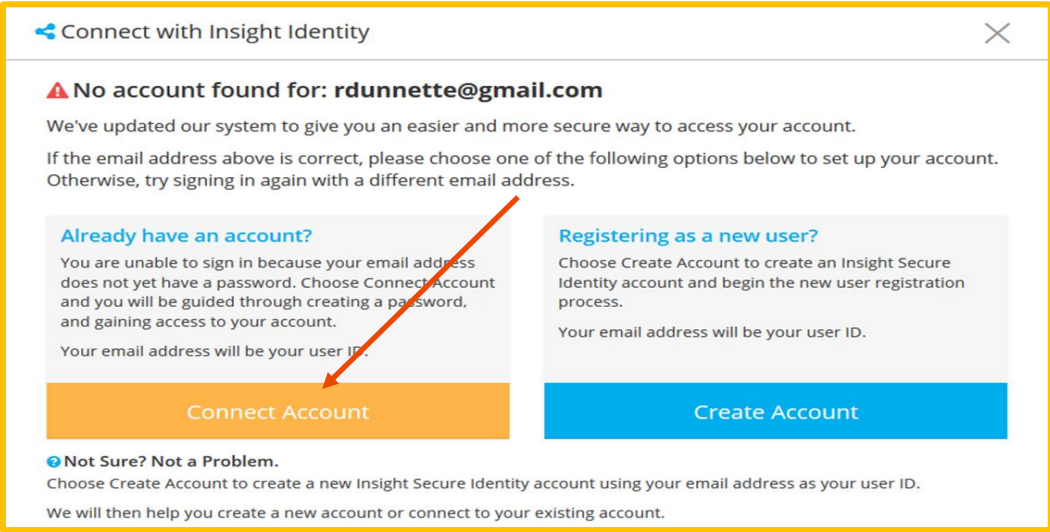 Connect with Insight Identity
No account found for: rdunnette@gmail.com
We've updated our system to give you an easier and more secure way to access your account.
If the email address above is correct, please choose one of the following options below to set up your account.
Otherwise, try signing in again with a different email address.
Already have an account?
You are unable to sign in because your email address
does not yet have a password. Choose Connect Account
and you will be guided through creating a password,
and gaining access to your account.
Your email address will be your user ID.
Connect Account
Registering as a new user?
Choose Create Account to create an Insight Secure
Identity account and begin the new user registration
process.
Your email address will be your user ID.
Create Account
Not Sure? Not a Problem.
Choose Create Account to create a new Insight Secure Identity account using your email address as your user ID.
We will then help you create a new account or connect to your existing account.